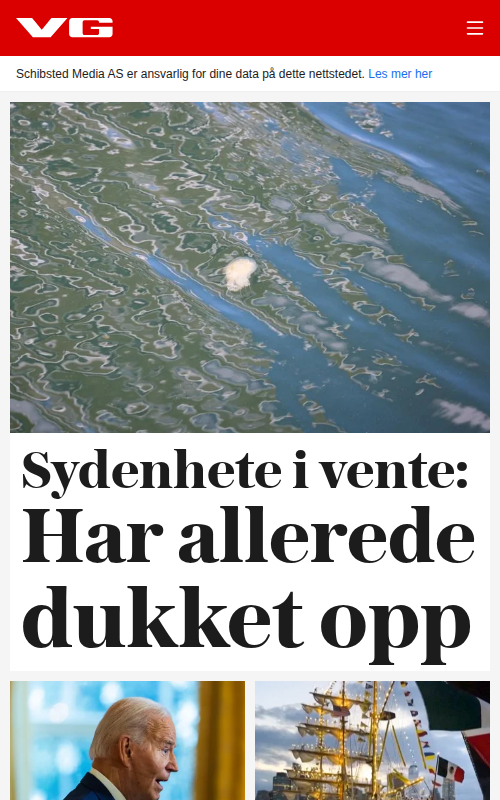 VG
Schibsted Media AS er ansvarlig for dine data på dette nettstedet. Les mer her
Sydenhete i vente:
Har allerede
dukket opp